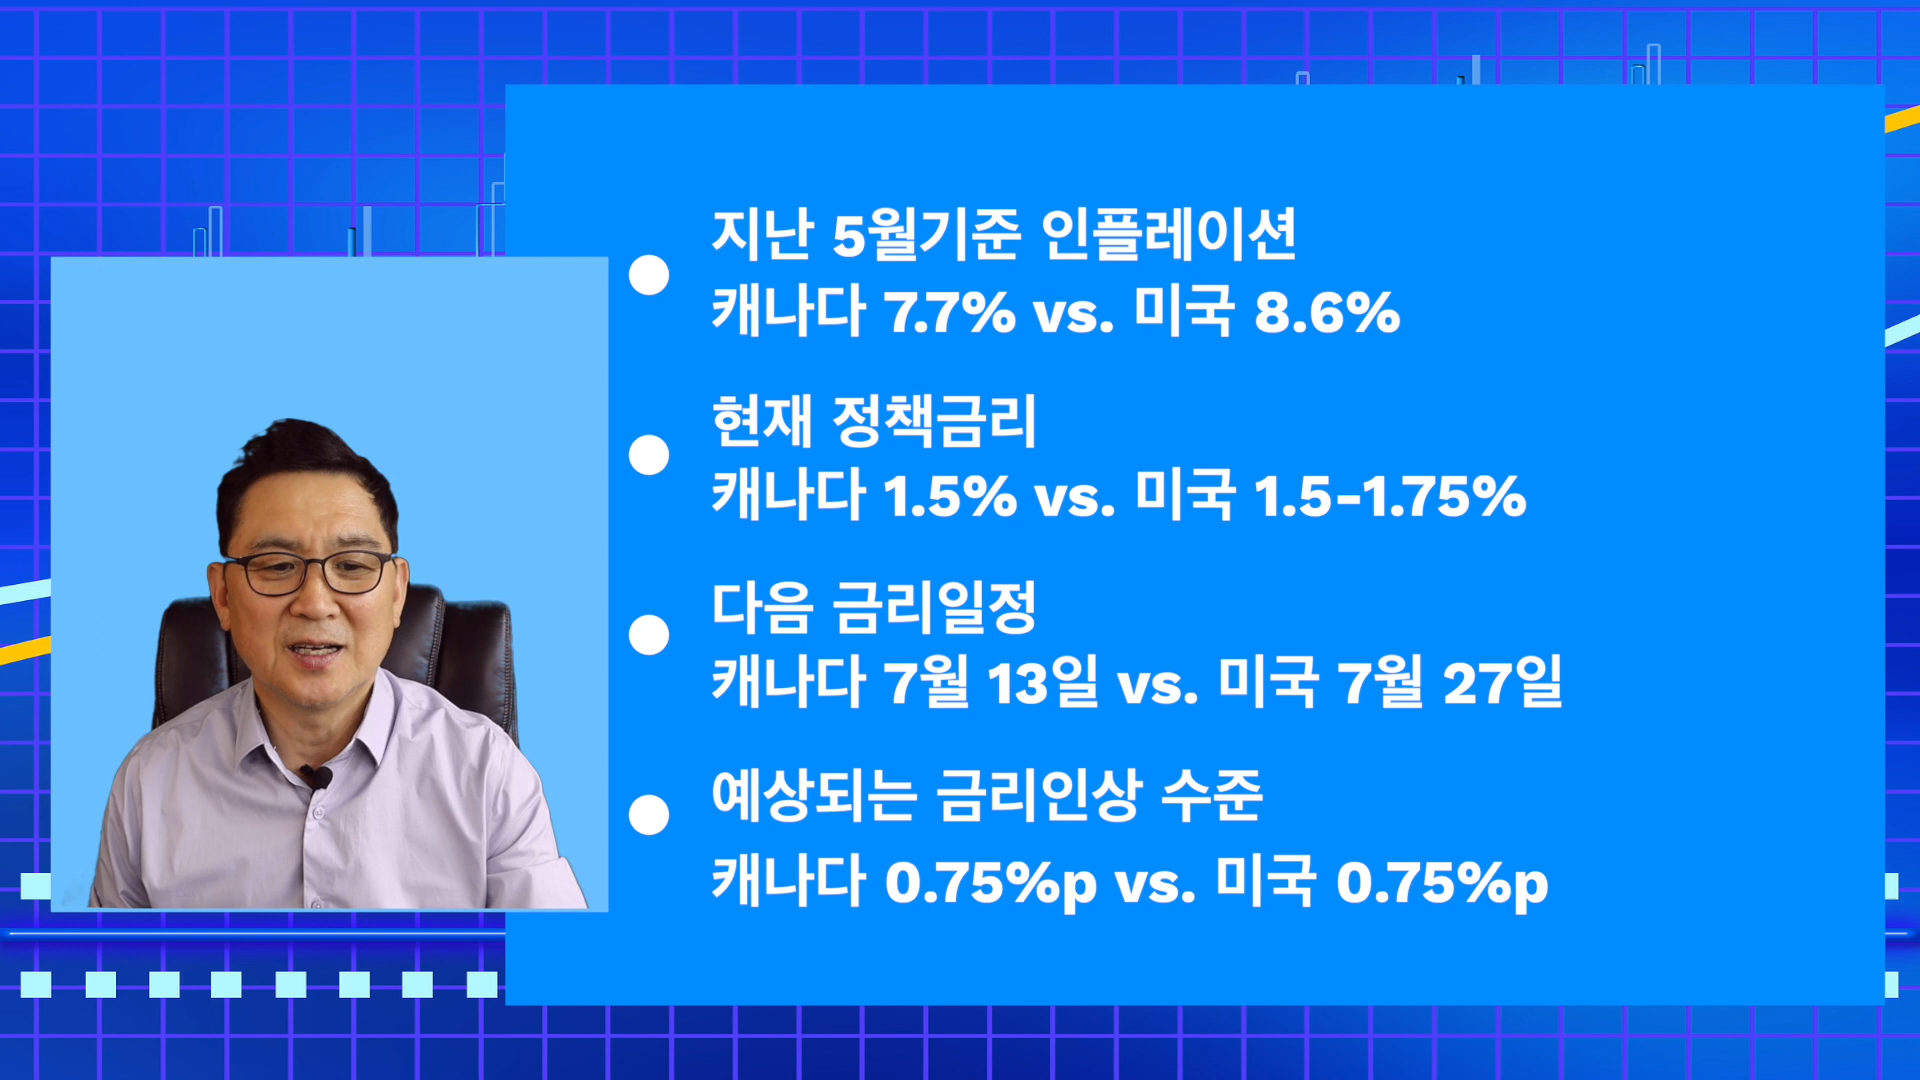 지난 5월기준 인플레이션
캐나다 7.7% vs. 미국 8.6%
현재 정책금리
캐나다 1.5% vs. 미국 1.5-1.75%
다음 금리일정
캐나다 7월 13일 vs. 미국 7월 27일
예상되는 금리인상 수준
캐나다 0.75%p vs. 미국 0.75%p